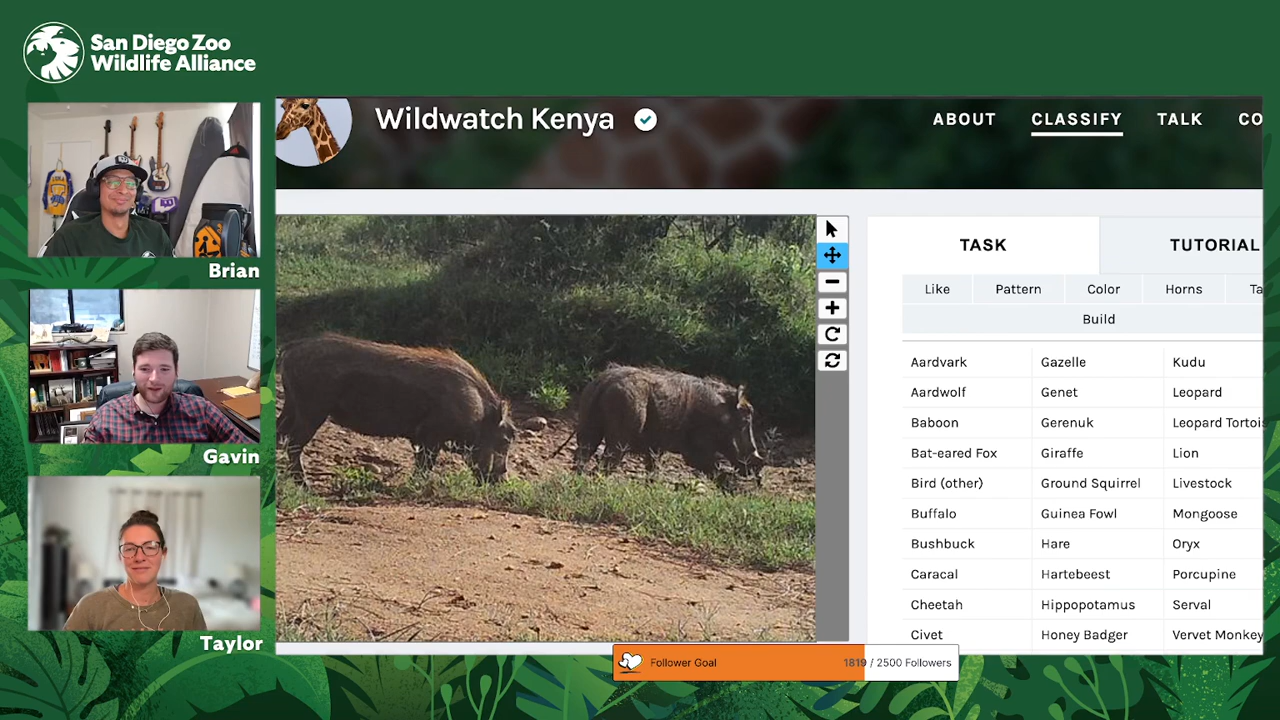 San Diego Zoo
Wildlife Alliance
Wildwatch Kenya
ABOUT
CLASSIFY
TALK
CO
Brian
Gavin
Taylor
TASK
TUTORIAL
Like
Pattern
Color
Horns
Ta
Build
Aardvark
Gazelle
Kudu
Aardwolf
Genet
Leopard
Baboon
Gerenuk
Leopard Tortois
Bat-eared Fox
Giraffe
Lion
Bird (other)
Ground Squirrel
Livestock
Buffalo
Guinea Fowl
Mongoose
Bushbuck
Hare
Oryx
Caracal
Hartebeest
Porcupine
Cheetah
Hippopotamus
Serval
Civet
Honey Badger
Vervet Monkey
Follower Goal
1819 / 2500 Followers